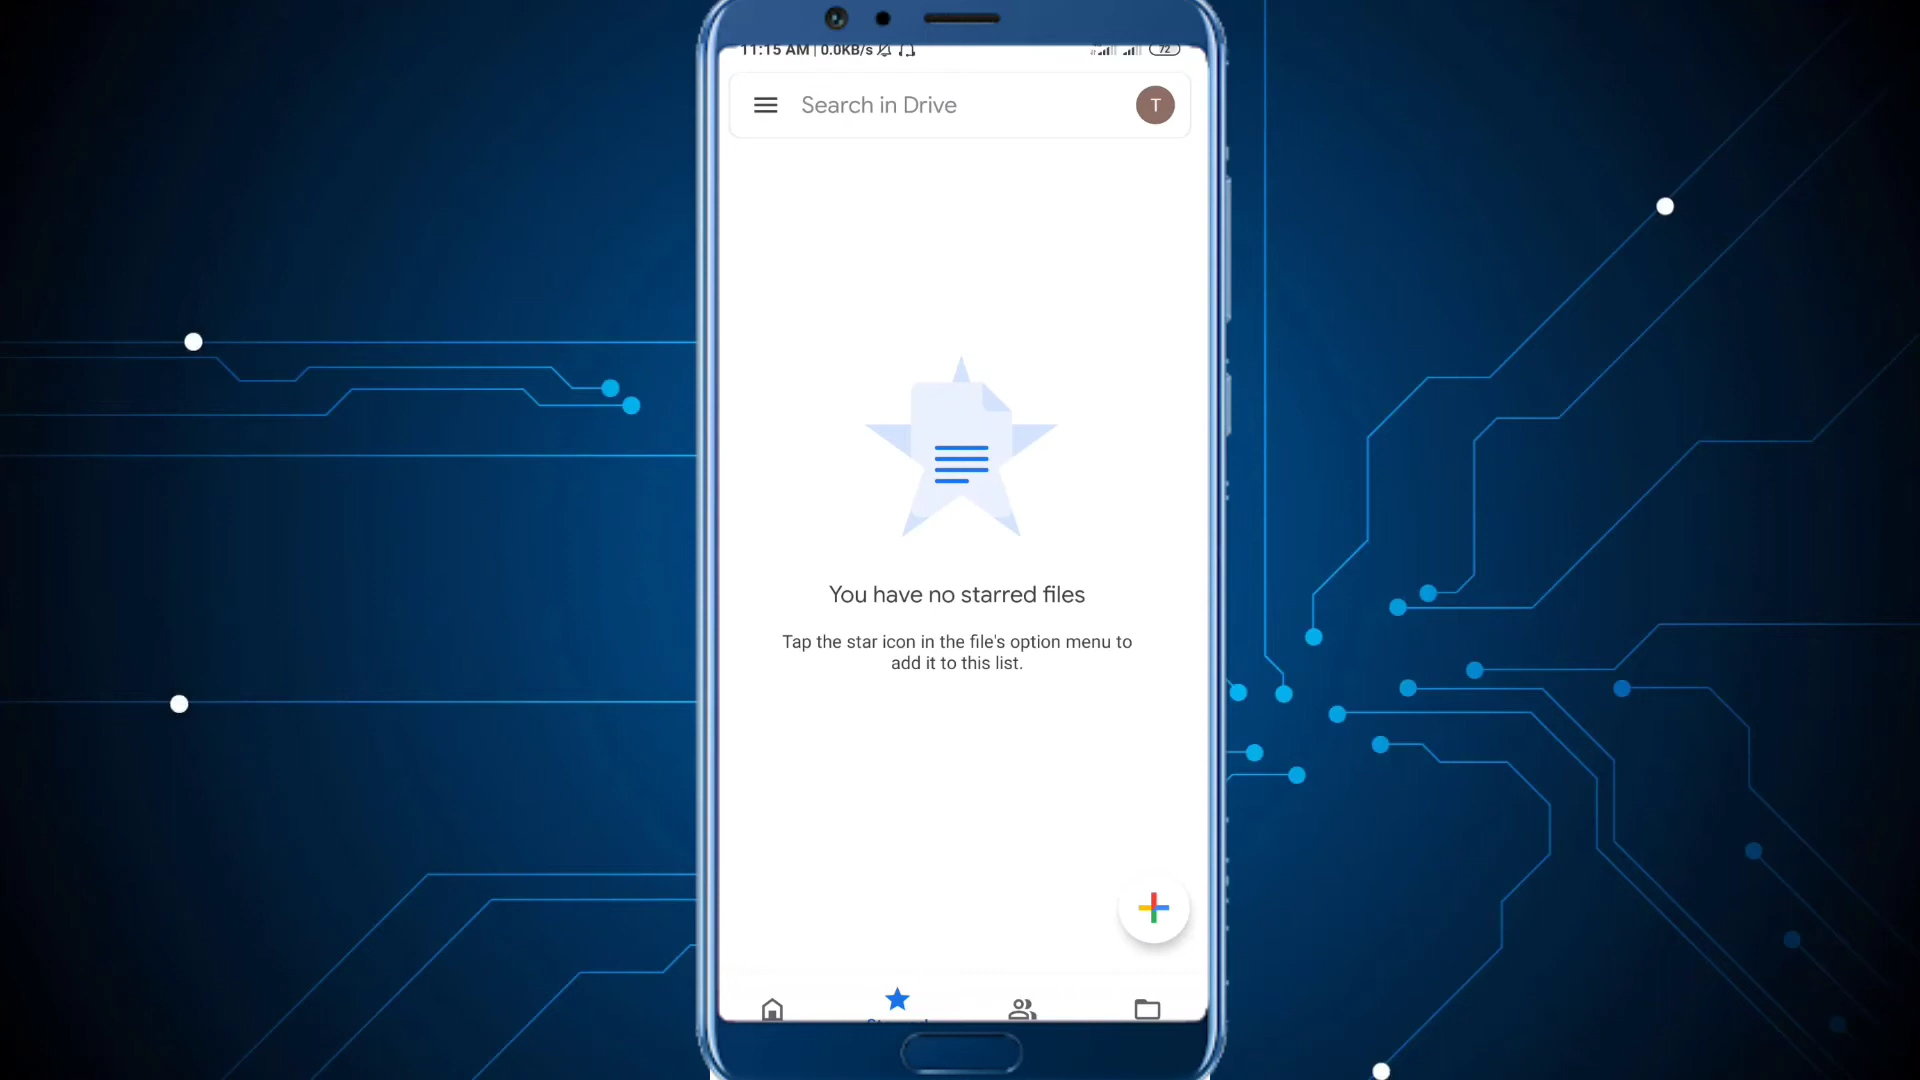 11:15 AM | 0.0KB/s
72
Search in Drive
T
You have no starred files
Tap the star icon in the file's option menu to
add it to this list.